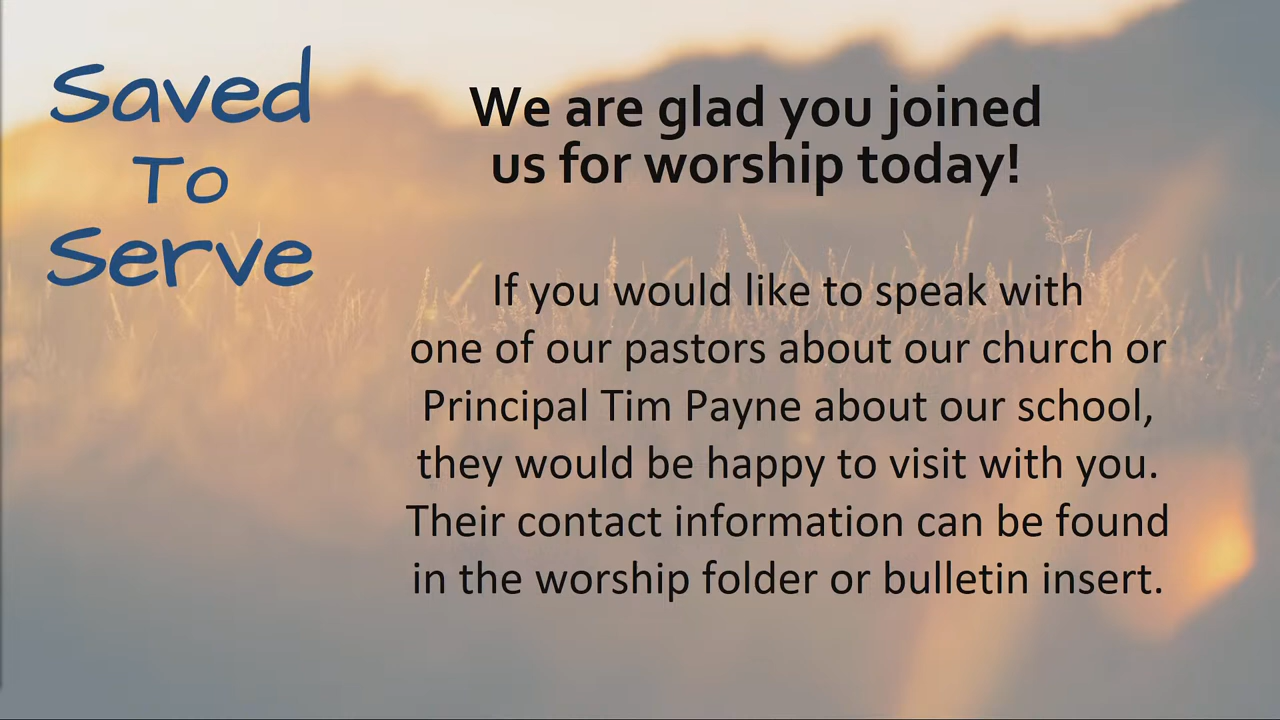 Saved
To
Serve
We are glad you joined
us for worship today!
If you would like to speak with
one of our pastors about our church or
Principal Tim Payne about our school,
they would be happy to visit with you.
Their contact information can be found
in the worship folder or bulletin insert.